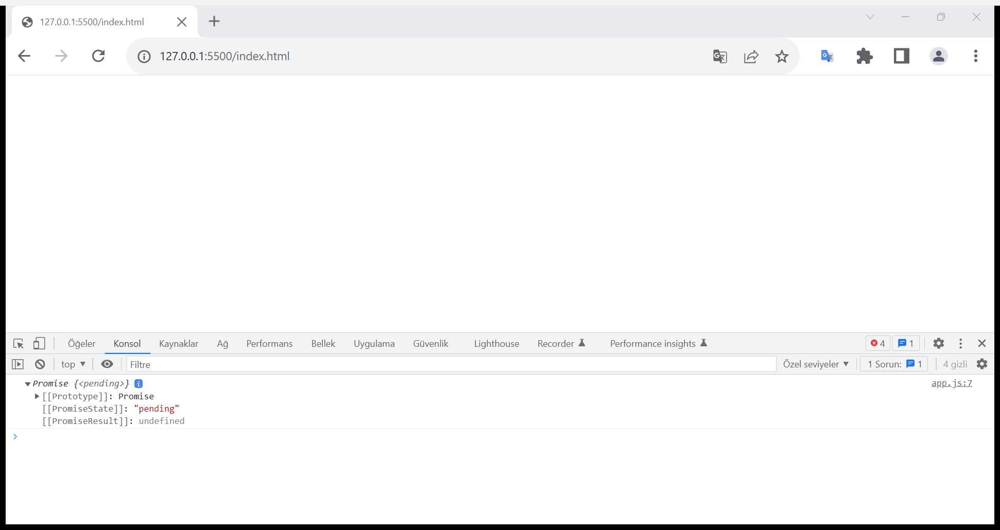 127.0.0.1:5500/index.html
127.0.0.1:5500/index.html
Öğeler Konsol Kaynaklar Ağ Performans Bellek Uygulama Güvenlik Lighthouse Recorder Performance insights 4 1
top Filtre Özel seviyeler 1 Sorun: 1 4 gizli
Promise {<pending>} i app.js:7
[[Prototype]]: Promise
[[PromiseState]]: "pending"
[[PromiseResult]]: undefined